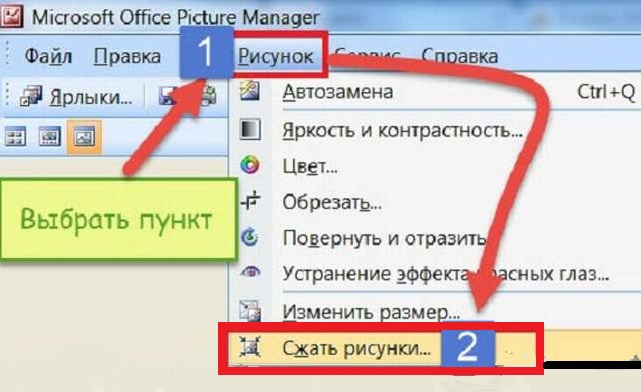 Microsoft Office Picture Manager
Файл Правка 1 Рисунок Сервис Справка
Ярлыки...
Автозамена Ctrl+Q
Яркость и контрастность...
Цвет...
Обрезать...
Выбрать пункт
Повернуть и отразить
Устранение эффекта красных глаз...
Изменить размер...
Сжать рисунки... 2